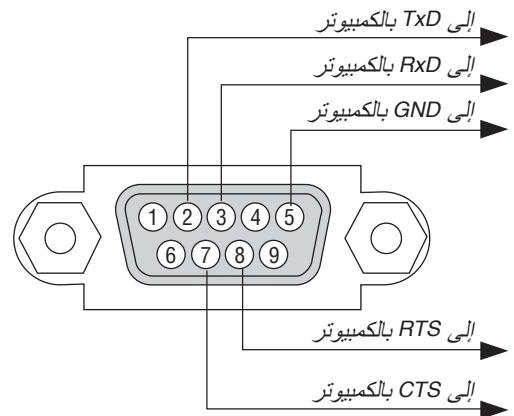 إلى TxD بالكمبيوتر
إلى RxD بالكمبيوتر
إلى GND بالكمبيوتر
1 2 3 4 5
6 7 8 9
إلى RTS بالكمبيوتر
إلى CTS بالكمبيوتر